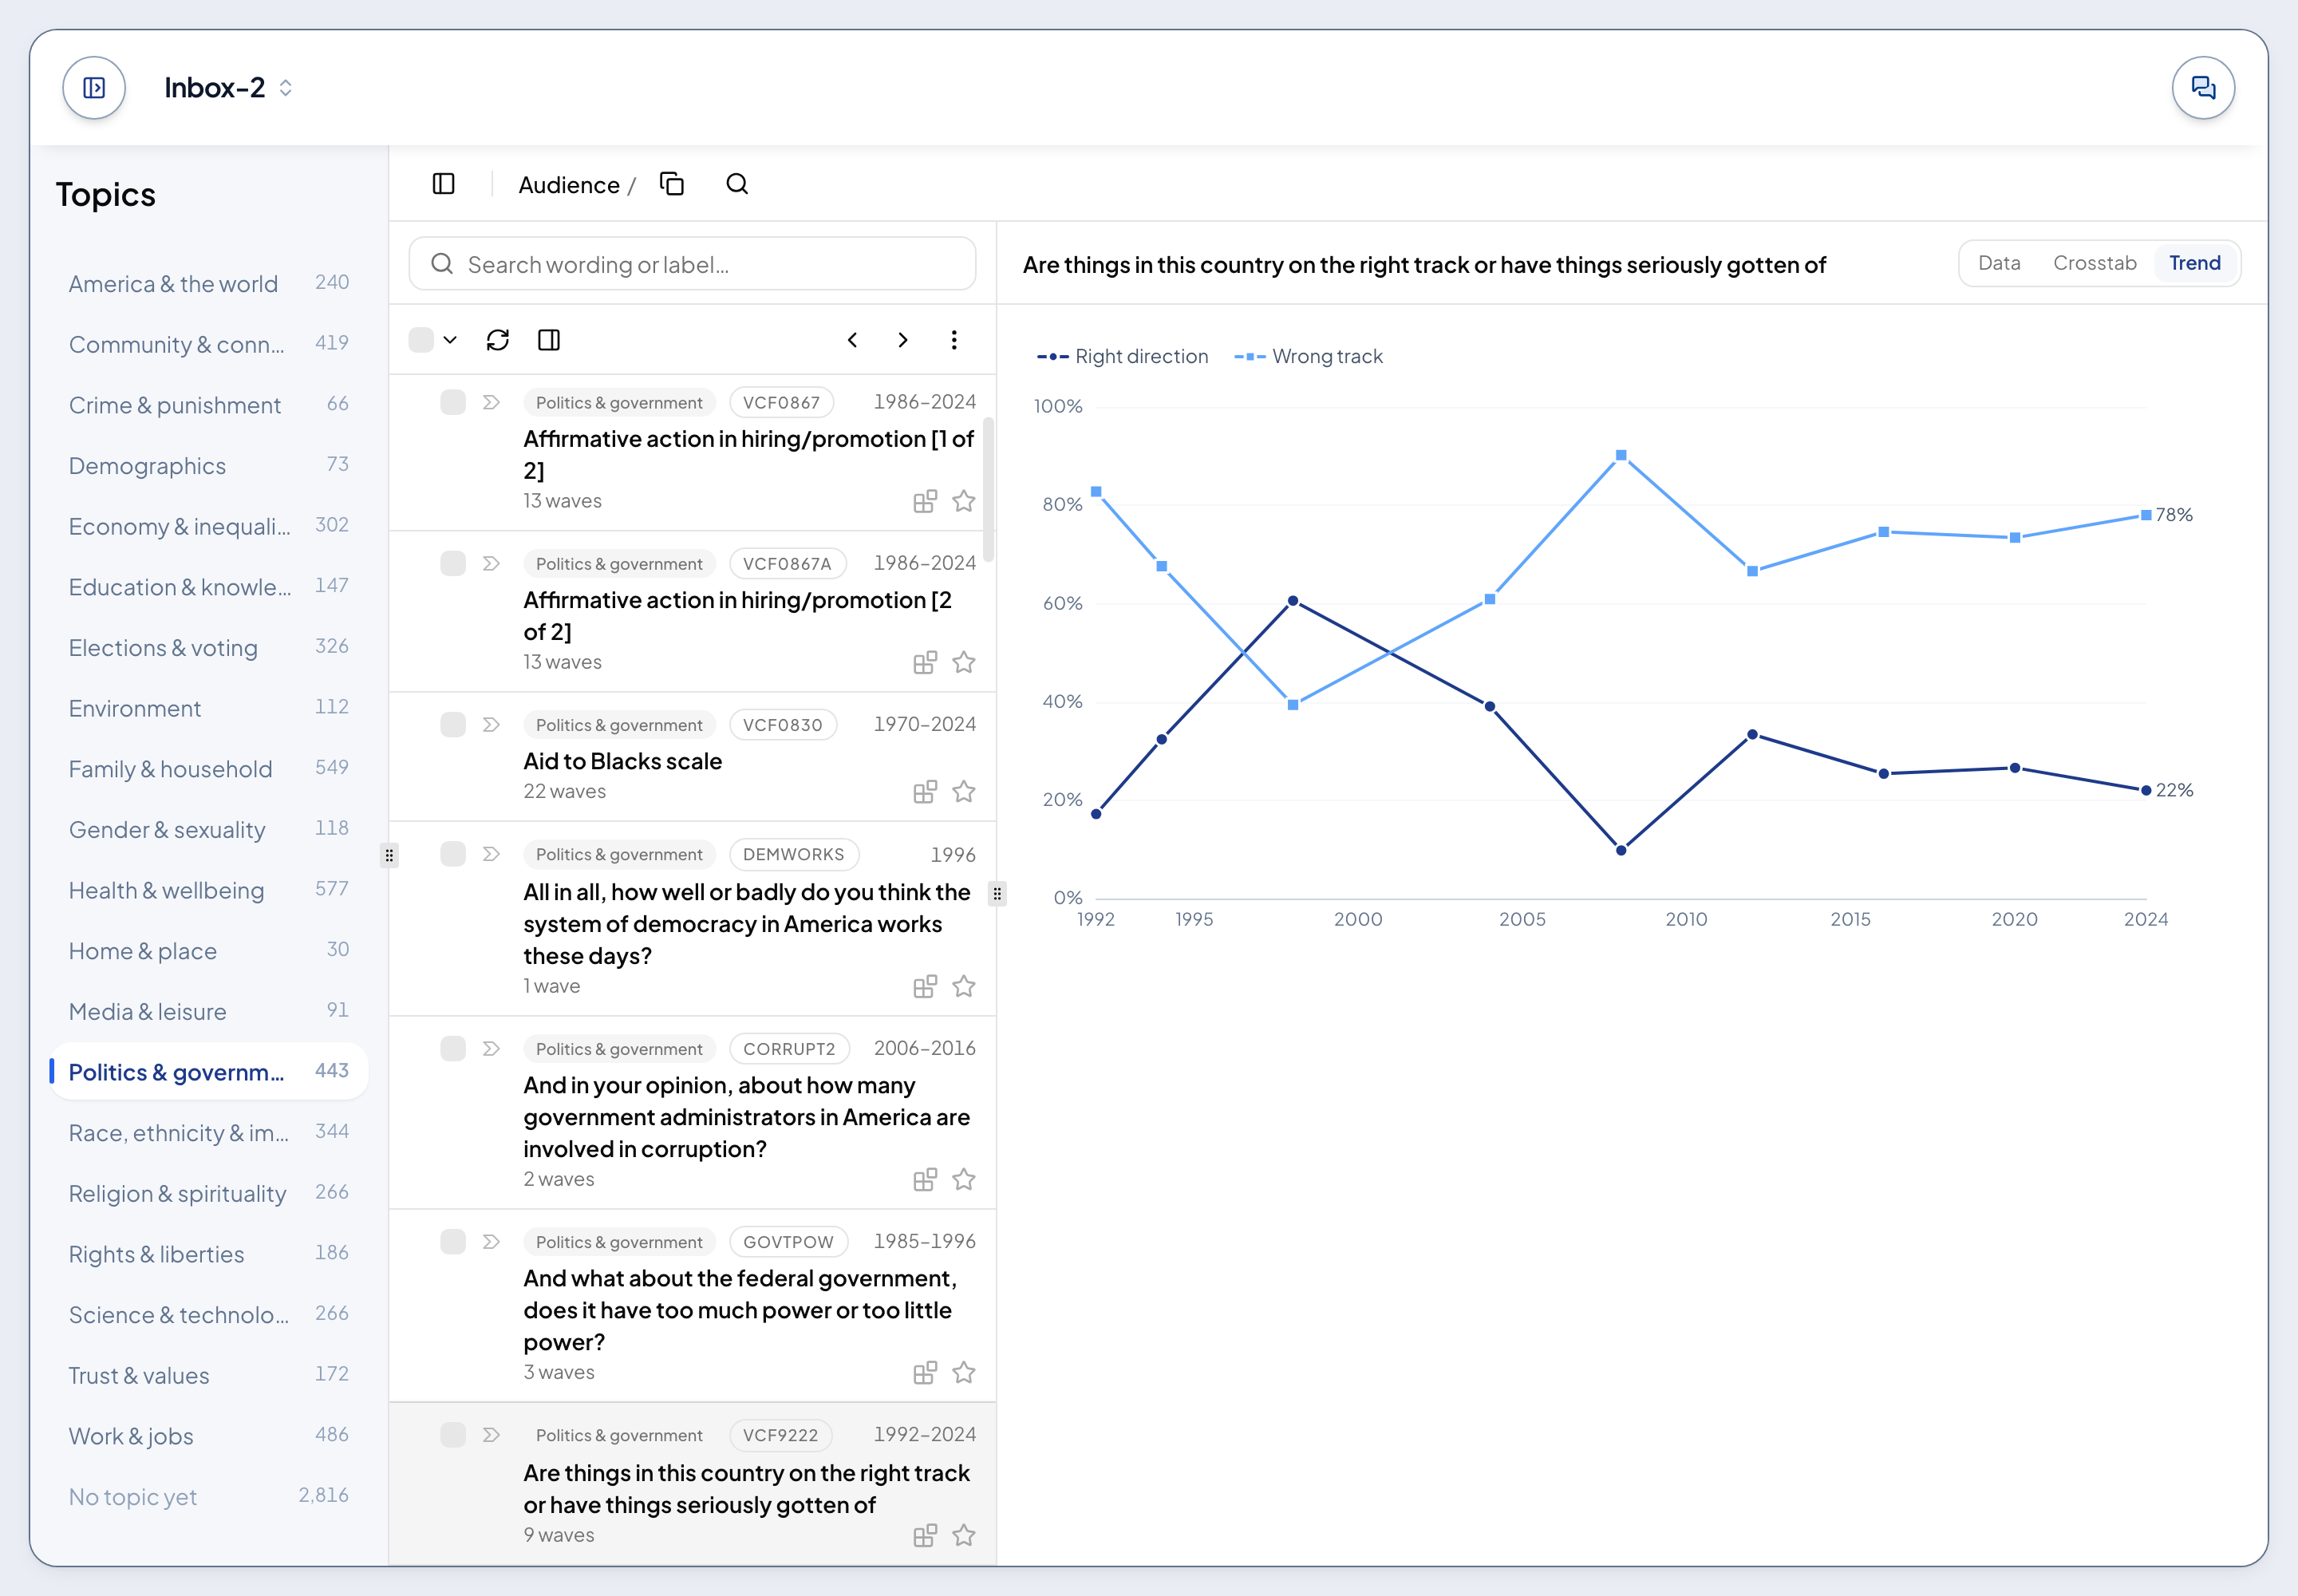 Inbox-2
Topics
America & the world 240
Community & conn... 419
Crime & punishment 66
Demographics 73
Economy & inequali... 302
Education & knowle... 147
Elections & voting 326
Environment 112
Family & household 549
Gender & sexuality 118
Health & wellbeing 577
Home & place 30
Media & leisure 91
Politics & governm... 443
Race, ethnicity & im... 344
Religion & spirituality 266
Rights & liberties 186
Science & technolo... 266
Trust & values 172
Work & jobs 486
No topic yet 2,816
Audience /
Search wording or label...
Politics & government VCF0867 1986–2024
Affirmative action in hiring/promotion [1 of
2]
13 waves
Politics & government VCF0867A 1986–2024
Affirmative action in hiring/promotion [2
of 2]
13 waves
Politics & government VCF0830 1970–2024
Aid to Blacks scale
22 waves
Politics & government DEMWORKS 1996
All in all, how well or badly do you think the
system of democracy in America works
these days?
1 wave
Politics & government CORRUPT2 2006–2016
And in your opinion, about how many
government administrators in America are
involved in corruption?
2 waves
Politics & government GOVTPOW 1985–1996
And what about the federal government,
does it have too much power or too little
power?
3 waves
Politics & government VCF9222 1992–2024
Are things in this country on the right track
or have things seriously gotten of
9 waves
Are things in this country on the right track or have things seriously gotten of
Data Crosstab Trend
Right direction Wrong track
100%
80%
60%
40%
20%
0%
78%
22%
1992 1995 2000 2005 2010 2015 2020 2024